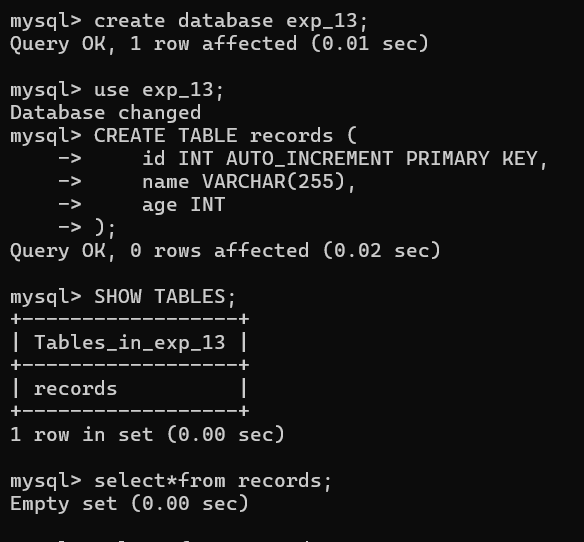 mysql> create database exp_13;
Query OK, 1 row affected (0.01 sec)

mysql> use exp_13;
Database changed
mysql> CREATE TABLE records (
    ->     id INT AUTO_INCREMENT PRIMARY KEY,
    ->     name VARCHAR(255),
    ->     age INT
    -> );
Query OK, 0 rows affected (0.02 sec)

mysql> SHOW TABLES;
+------------------+
| Tables_in_exp_13 |
+------------------+
| records          |
+------------------+
1 row in set (0.00 sec)

mysql> select*from records;
Empty set (0.00 sec)